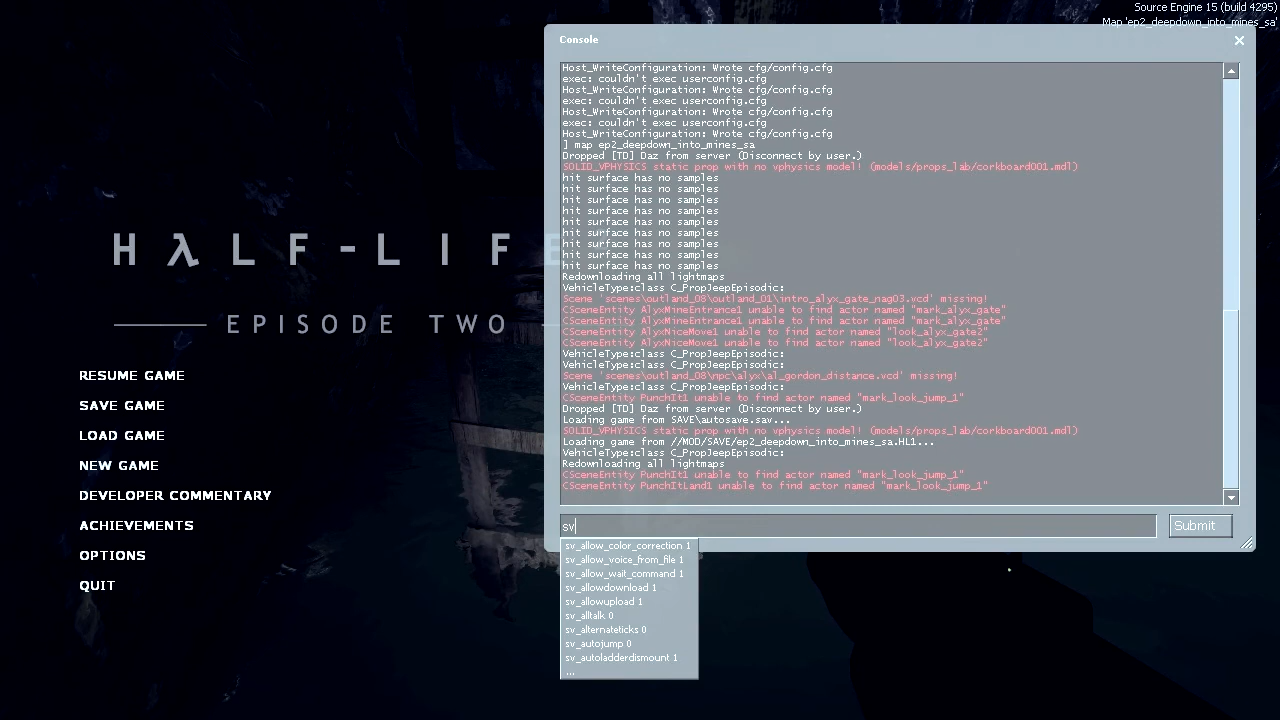 Source Engine 15 (build 4295)
Map 'ep2_deepdown_into_mines_sa'
Console
Host_WriteConfiguration: Wrote cfg/config.cfg
exec: couldn't exec userconfig.cfg
Host_WriteConfiguration: Wrote cfg/config.cfg
exec: couldn't exec userconfig.cfg
Host_WriteConfiguration: Wrote cfg/config.cfg
exec: couldn't exec userconfig.cfg
Host_WriteConfiguration: Wrote cfg/config.cfg
] map ep2_deepdown_into_mines_sa
Dropped [TD] Daz from server (Disconnect by user.)
SOLID_VPHYSICS static prop with no vphysics model! (models/props_lab/corkboard001.mdl)
hit surface has no samples
hit surface has no samples
hit surface has no samples
hit surface has no samples
hit surface has no samples
hit surface has no samples
hit surface has no samples
hit surface has no samples
hit surface has no samples
Redownloading all lightmaps
VehicleType:class C_PropJeepEpisodic:
Scene 'scenes\outland_08\outland_01\intro_alyx_gate_nag03.vcd' missing!
CSceneEntity AlyxMineEntrance1 unable to find actor named "mark_alyx_gate"
CSceneEntity AlyxMineEntrance1 unable to find actor named "mark_alyx_gate"
CSceneEntity AlyxNiceMove1 unable to find actor named "look_alyx_gate2"
CSceneEntity AlyxNiceMove1 unable to find actor named "look_alyx_gate2"
VehicleType:class C_PropJeepEpisodic:
VehicleType:class C_PropJeepEpisodic:
Scene 'scenes\outland_08\npc\alyx\al_gordon_distance.vcd' missing!
VehicleType:class C_PropJeepEpisodic:
CSceneEntity PunchIt1 unable to find actor named "mark_look_jump_1"
Dropped [TD] Daz from server (Disconnect by user.)
Loading game from SAVE\autosave.sav...
SOLID_VPHYSICS static prop with no vphysics model! (models/props_lab/corkboard001.mdl)
Loading game from //MOD/SAVE/ep2_deepdown_into_mines_sa.HL1...
VehicleType:class C_PropJeepEpisodic:
Redownloading all lightmaps
CSceneEntity PunchIt1 unable to find actor named "mark_look_jump_1"
CSceneEntity PunchItLand1 unable to find actor named "mark_look_jump_1"
sv
Submit
sv_allow_color_correction 1
sv_allow_voice_from_file 1
sv_allow_wait_command 1
sv_allowdownload 1
sv_allowupload 1
sv_alltalk 0
sv_alternateticks 0
sv_autojump 0
sv_autoladderdismount 1
...
HλLF-LIFE
EPISODE TWO
RESUME GAME
SAVE GAME
LOAD GAME
NEW GAME
DEVELOPER COMMENTARY
ACHIEVEMENTS
OPTIONS
QUIT